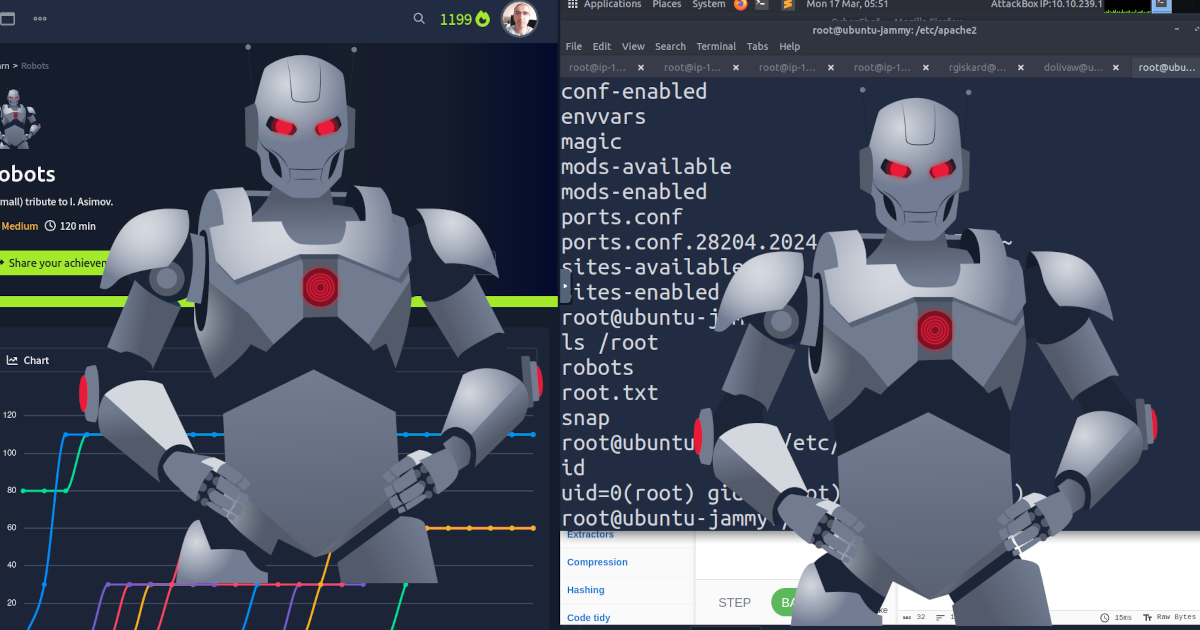 1199
rn > Robots
obots
mall) tribute to I. Asimov.
Medium 120 min
Share your achieven
Chart
120
100
80
60
40
20
Applications Places System Mon 17 Mar, 05:51 AttackBox IP:10.10.239.1
root@ubuntu-jammy: /etc/apache2
File Edit View Search Terminal Tabs Help
root@ip-1... root@ip-1... root@ip-1... root@ip-1... rgiskard@... dolivaw@u... root@ubu...
conf-enabled
envvars
magic
mods-available
mods-enabled
ports.conf
ports.conf.28204.2024 ~
sites-available
ites-enabled
root@ubuntu-j
ls /root
robots
root.txt
snap
root@ubuntu /etc/
id
uid=0(root) gi ot) )
root@ubuntu-jammy
Extractors
Compression
Hashing
Code tidy
STEP BA ke
32 15ms Raw Bytes